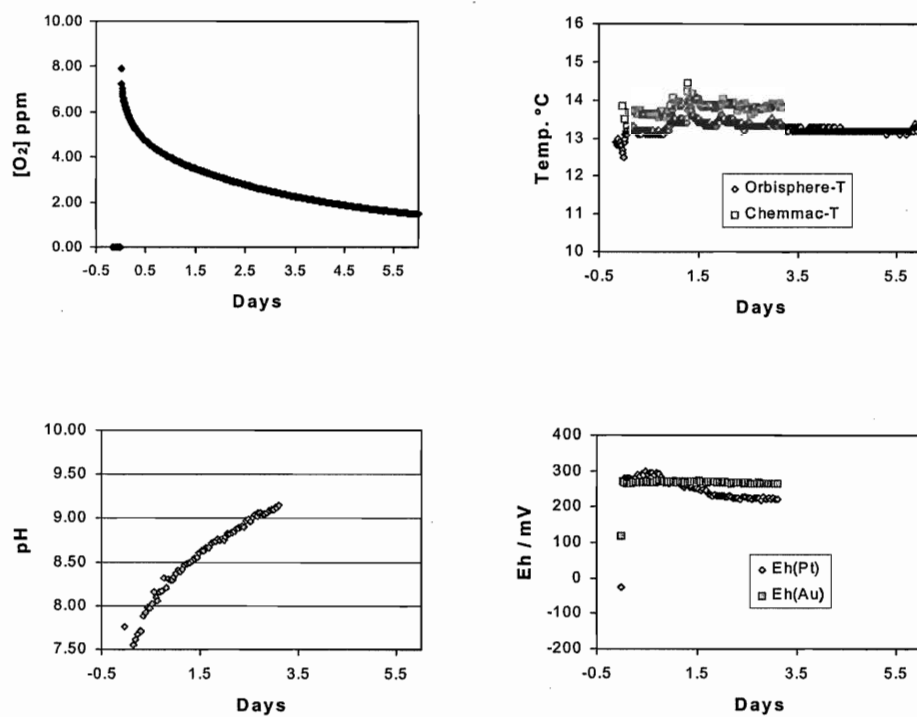 10.00
8.00
6.00
4.00
2.00
0.00
[O₂] ppm
-0.5 0.5 1.5 2.5 3.5 4.5 5.5
Days
16
15
14
13
12
11
10
Temp. °C
Orbisphere-T
Chemmac-T
-0.5 1.5 3.5 5.5
Days
10.00
9.50
9.00
8.50
8.00
7.50
pH
-0.5 1.5 3.5 5.5
Days
400
300
200
100
0
-100
-200
Eh / mV
Eh(Pt)
Eh(Au)
-0.5 1.5 3.5 5.5
Days